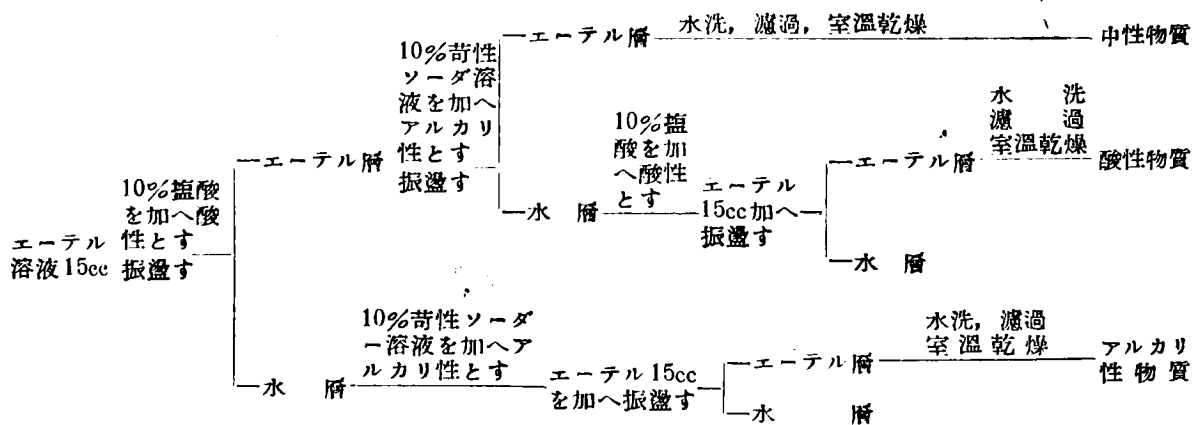 エーテル
溶液15cc
10%塩酸
を加へ酸
性とす
振盪す
エーテル層
10%苛性
ソーダ溶
液を加へ
アルカリ
性とす
振盪す
エーテル層
水洗,濾過,室温乾燥
中性物質
水 層
10%塩
酸を加
へ酸性
とす
エーテル
15cc加へ
振盪す
エーテル層
水 洗
濾 過
室温乾燥
酸性物質
水 層
水 層
10%苛性ソーダ
ー溶液を加へア
ルカリ性とす
エーテル15cc
を加へ振盪す
エーテル層
水洗,濾過
室温乾燥
アルカリ
性物質
水 層